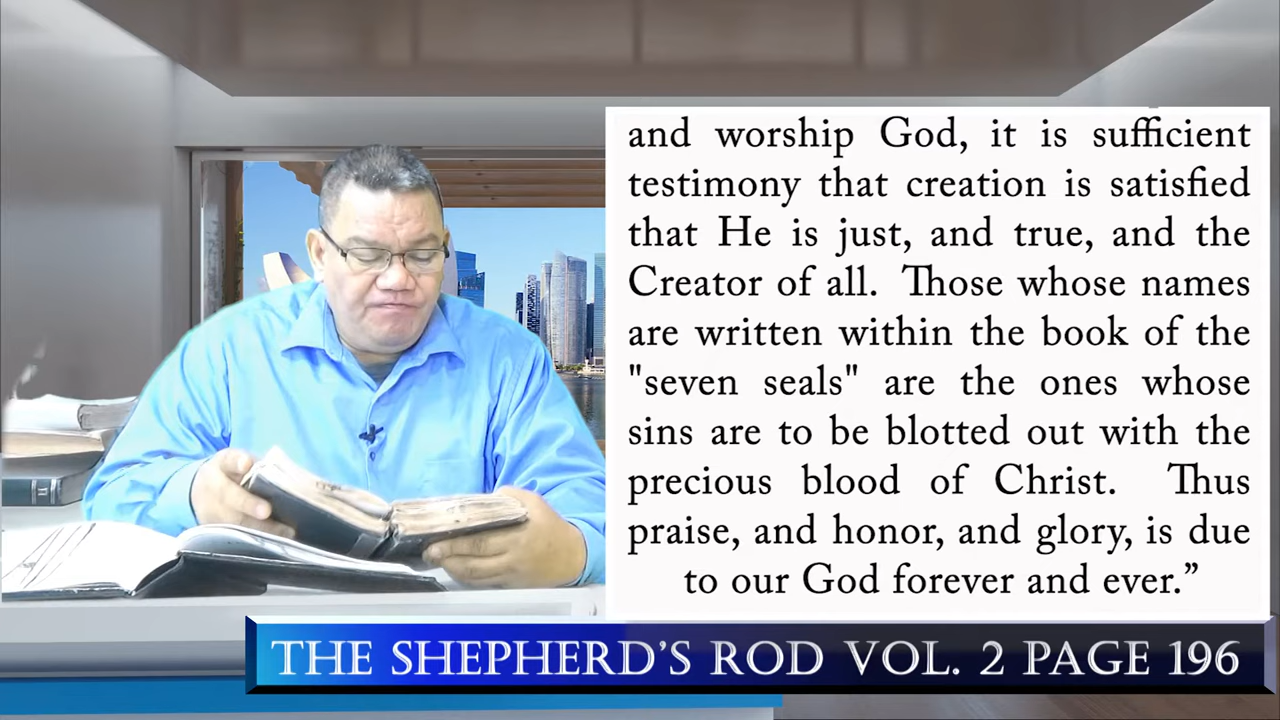 and worship God, it is sufficient
testimony that creation is satisfied
that He is just, and true, and the
Creator of all. Those whose names
are written within the book of the
"seven seals" are the ones whose
sins are to be blotted out with the
precious blood of Christ. Thus
praise, and honor, and glory, is due
to our God forever and ever.”
THE SHEPHERD’S ROD VOL. 2 PAGE 196